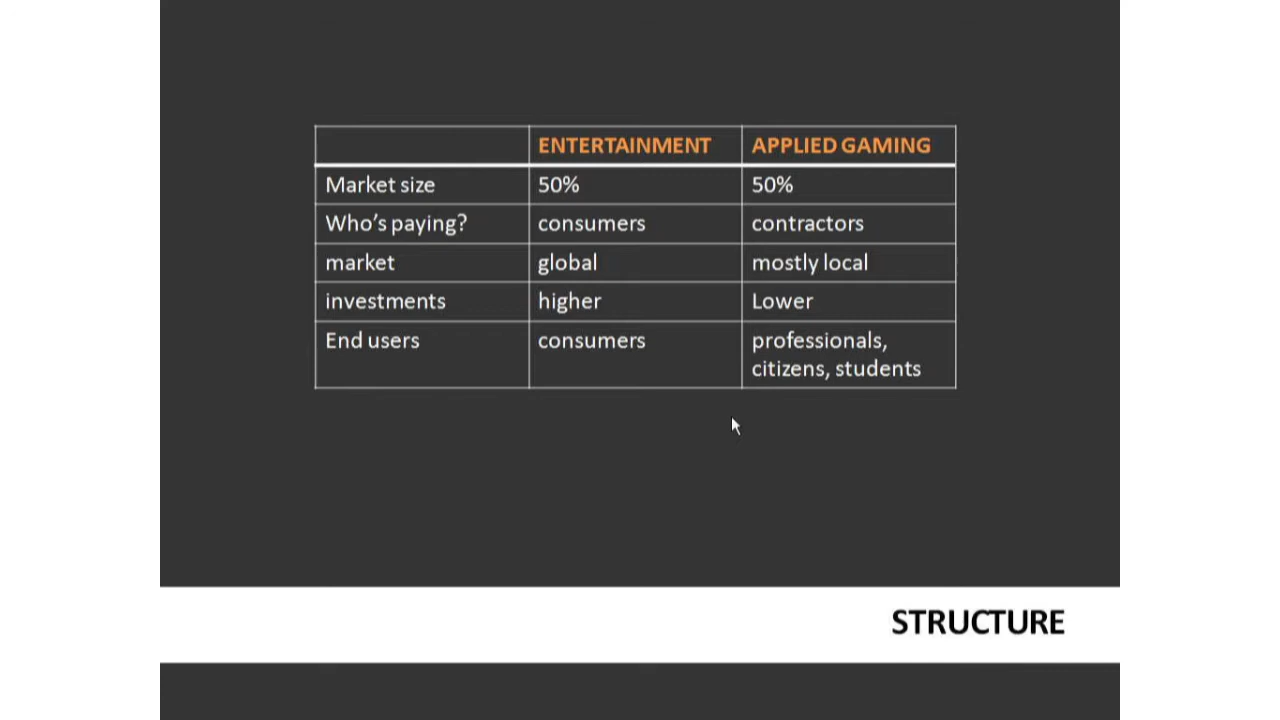 ENTERTAINMENT APPLIED GAMING
Market size 50% 50%
Who's paying? consumers contractors
market global mostly local
investments higher Lower
End users consumers professionals,
citizens, students
STRUCTURE